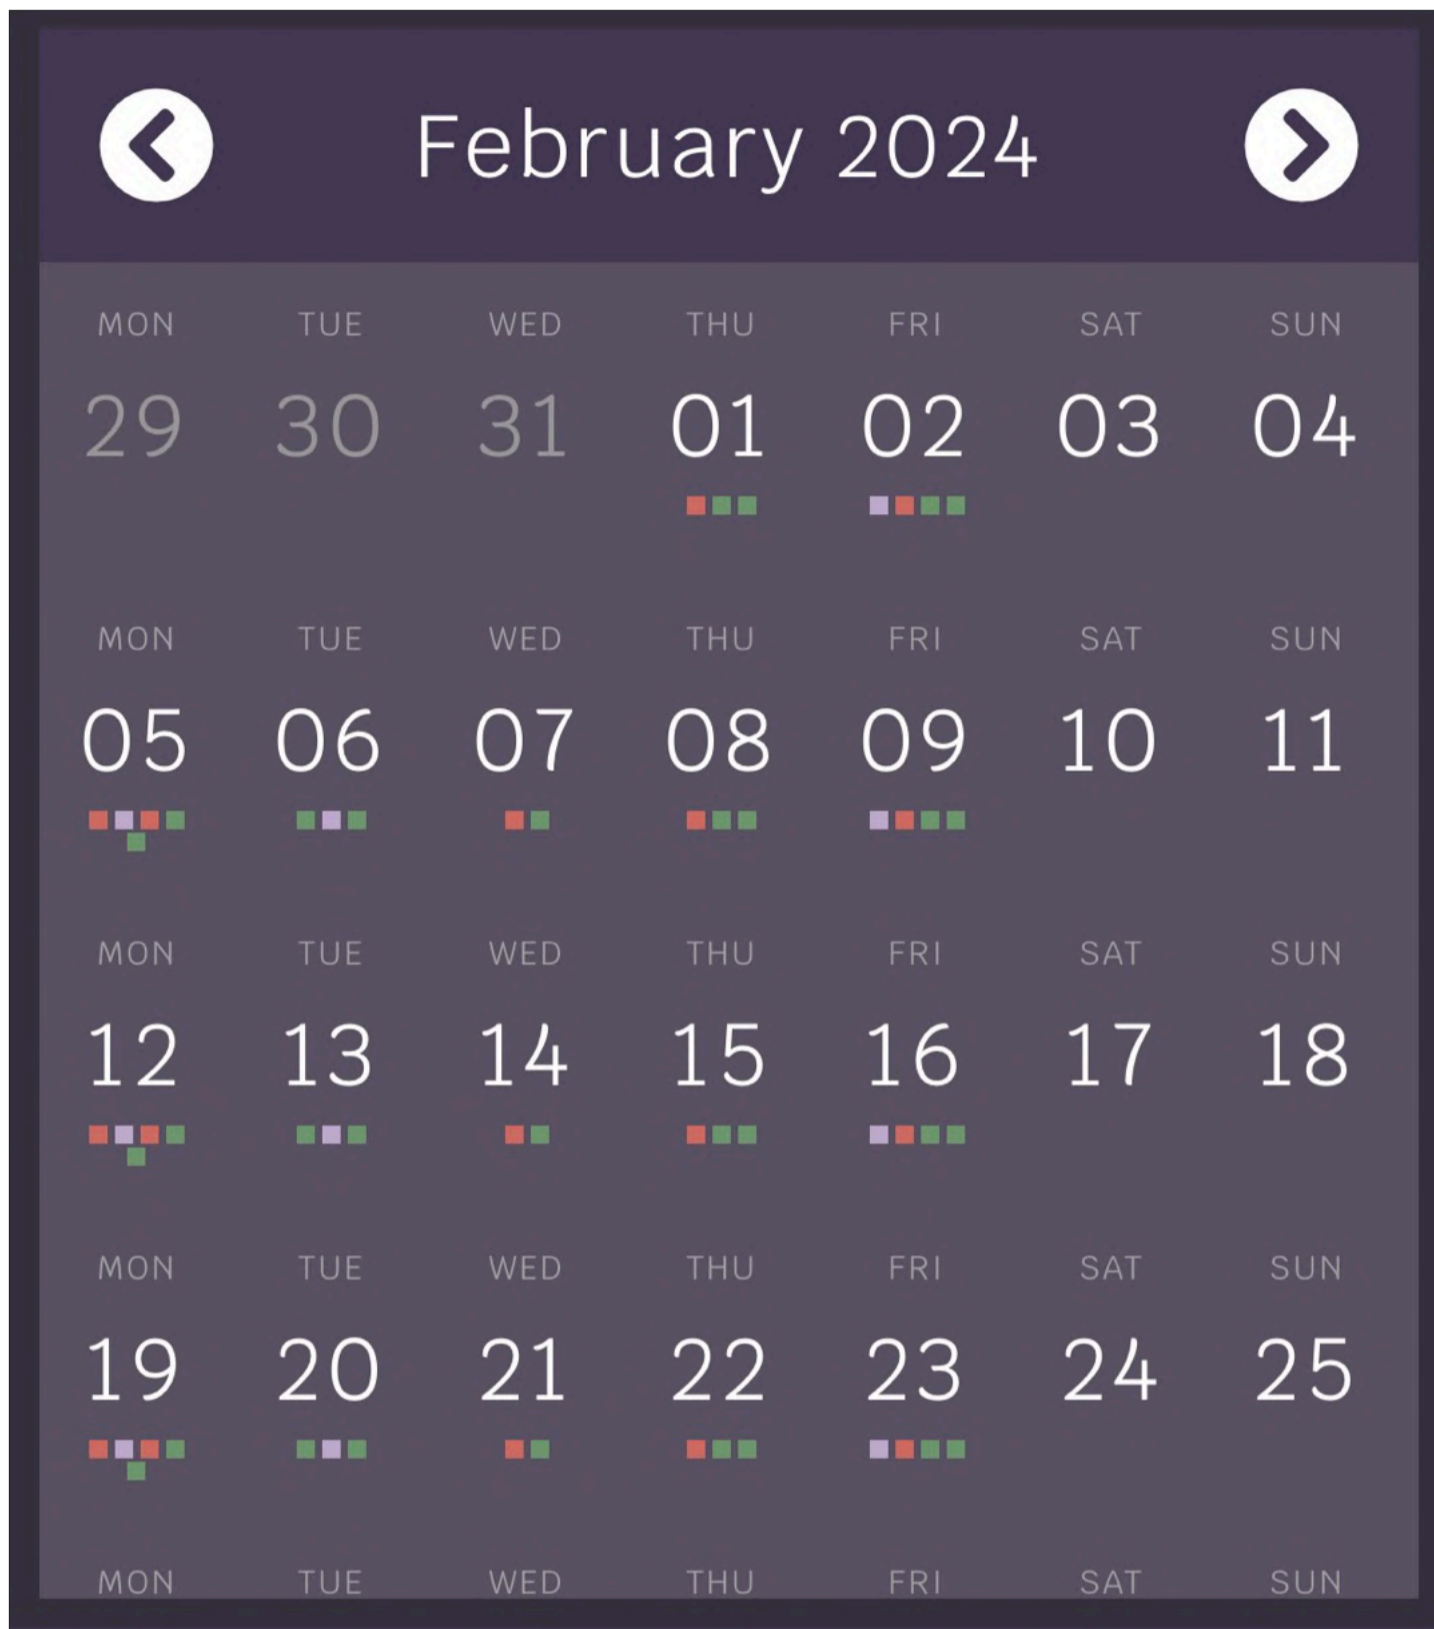 February 2024
MON TUE WED THU FRI SAT SUN
29 30 31 01 02 03 04
MON TUE WED THU FRI SAT SUN
05 06 07 08 09 10 11
MON TUE WED THU FRI SAT SUN
12 13 14 15 16 17 18
MON TUE WED THU FRI SAT SUN
19 20 21 22 23 24 25
MON TUE WED THU FRI SAT SUN